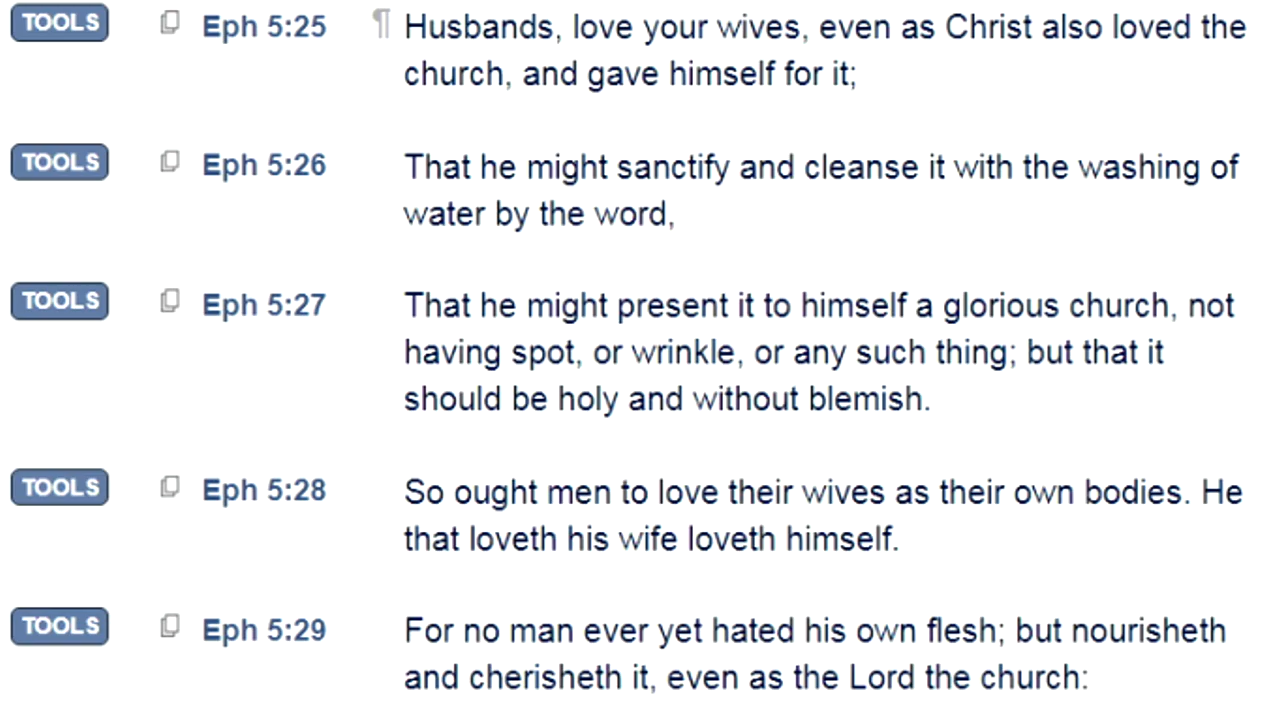 TOOLS Eph 5:25 ¶ Husbands, love your wives, even as Christ also loved the
church, and gave himself for it;
TOOLS Eph 5:26 That he might sanctify and cleanse it with the washing of
water by the word,
TOOLS Eph 5:27 That he might present it to himself a glorious church, not
having spot, or wrinkle, or any such thing; but that it
should be holy and without blemish.
TOOLS Eph 5:28 So ought men to love their wives as their own bodies. He
that loveth his wife loveth himself.
TOOLS Eph 5:29 For no man ever yet hated his own flesh; but nourisheth
and cherisheth it, even as the Lord the church: